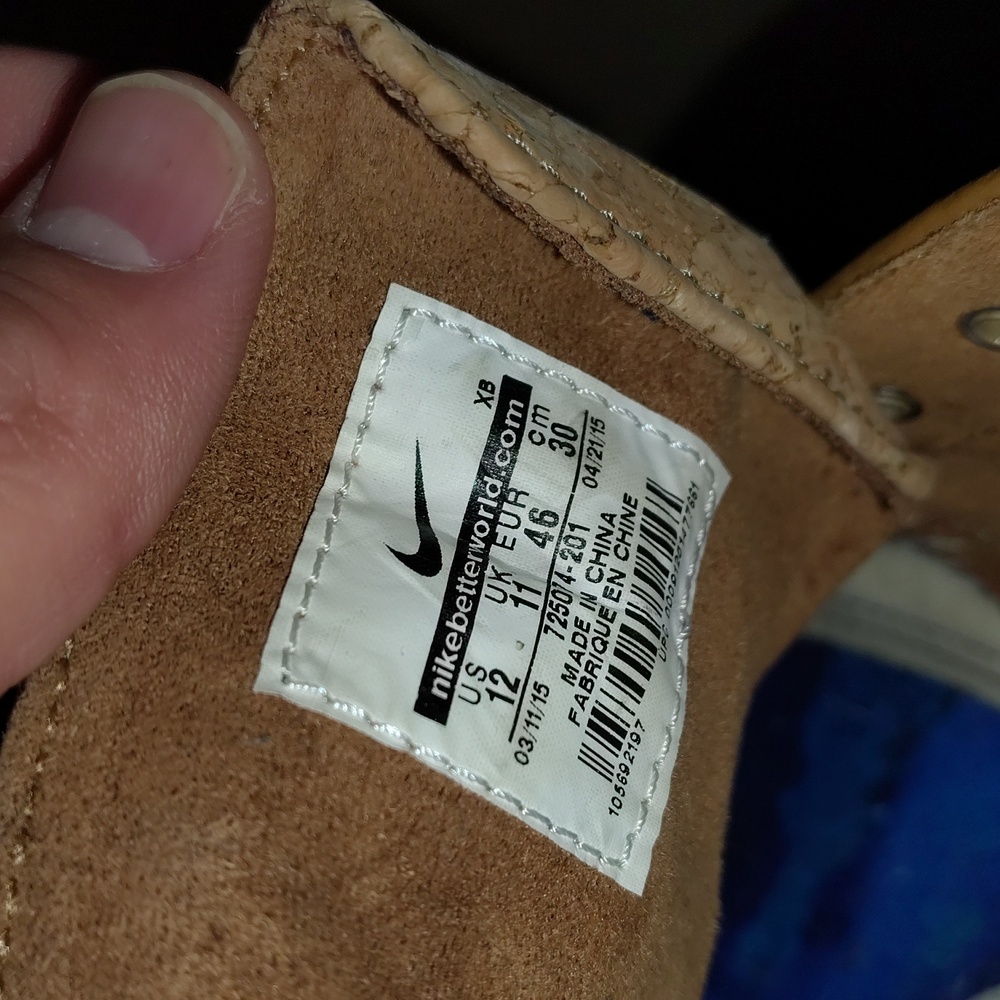 XB
nikebetterworld.com
US UK EUR cm
12 11 46 30
03/11/15 725074-201 04/21/15
MADE IN CHINA
FABRIQUE EN CHINE
105692197